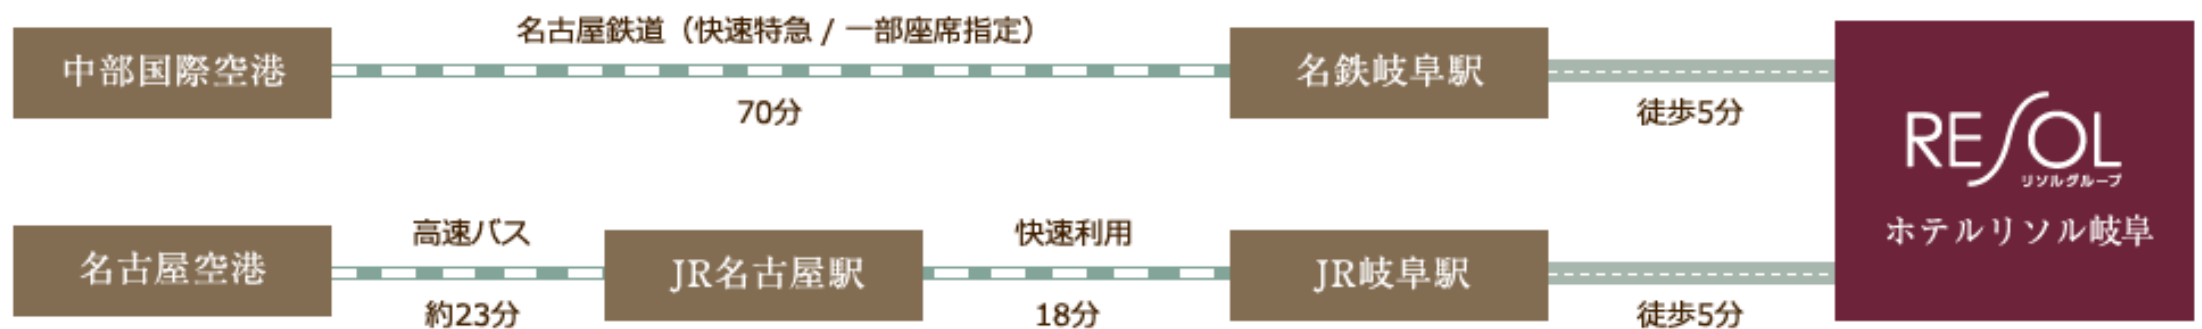 名古屋鉄道（快速特急 / 一部座席指定）
中部国際空港
70分
名鉄岐阜駅
徒歩5分
高速バス
快速利用
名古屋空港
約23分
JR名古屋駅
18分
JR岐阜駅
徒歩5分
RESOL
リソルグループ
ホテルリソル岐阜